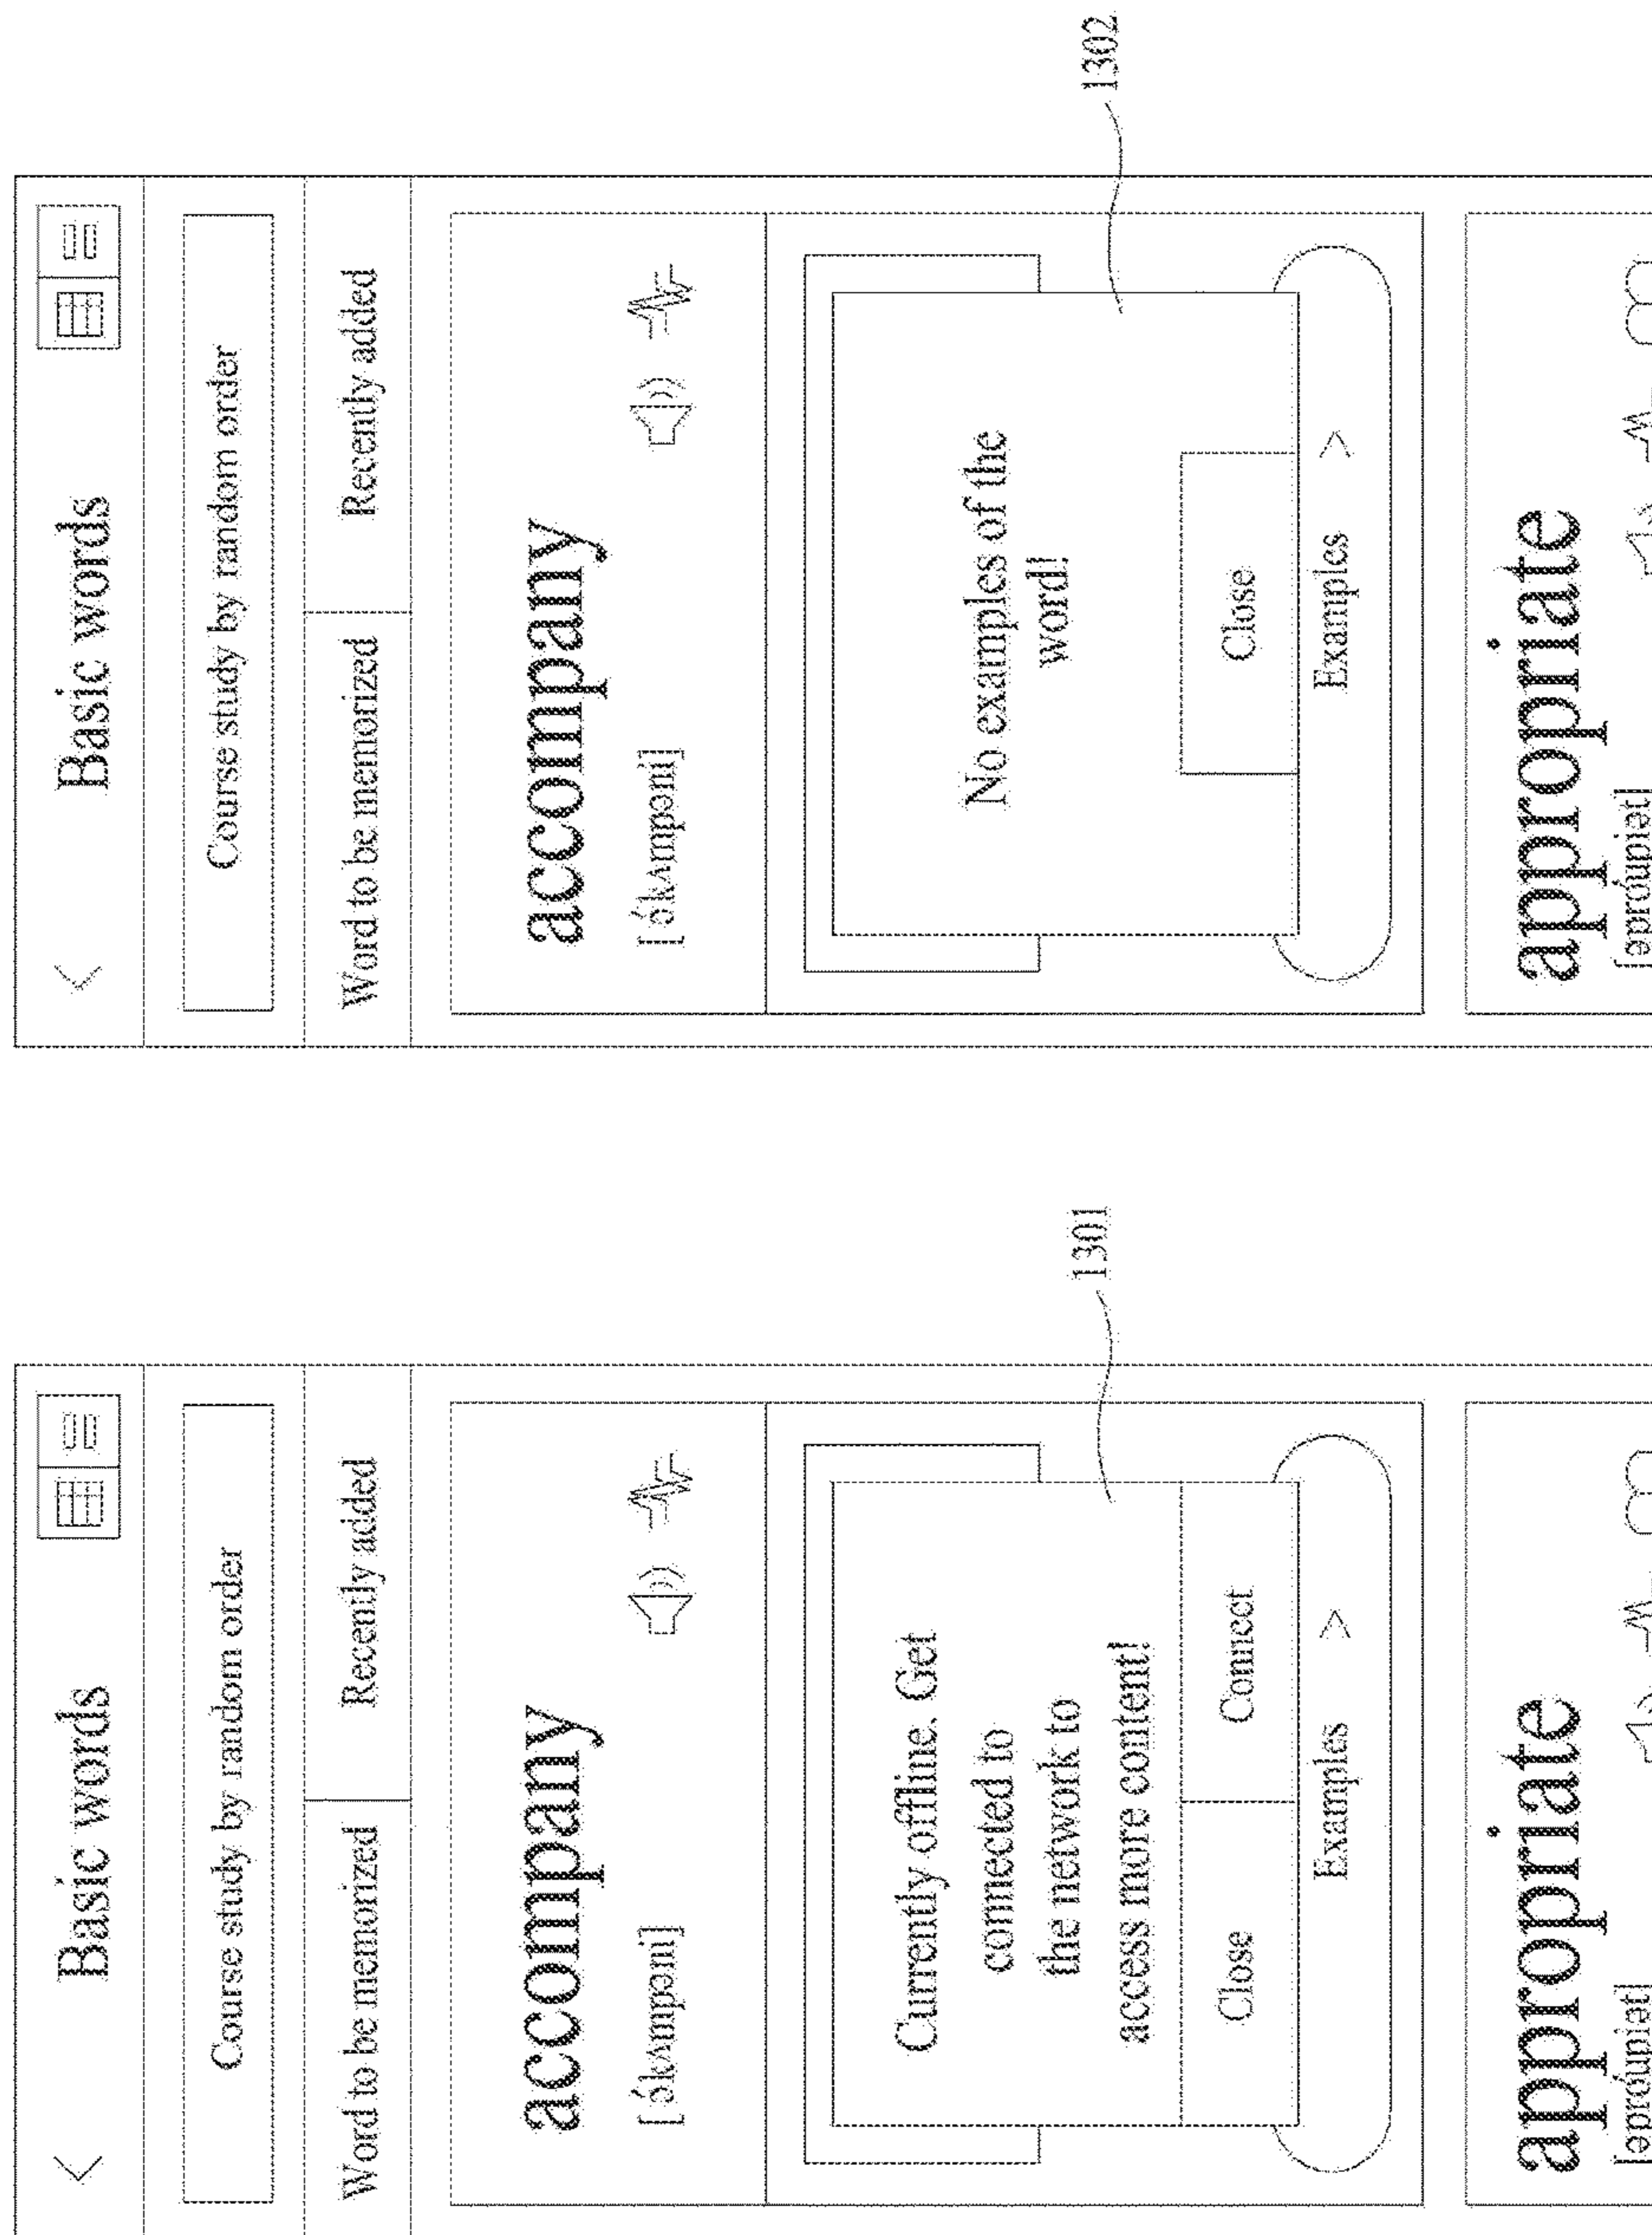 Basic words
Course study by random order
Word to be memorized
Recently added
accompany
[ə́kʌmpəni]
Currently offline. Get
connected to
the network to
access more content!
Close
Connect
Examples >
appropriate
1301
Basic words
Course study by random order
Word to be memorized
Recently added
accompany
[ə́kʌmpəni]
No examples of the
word!
Close
Examples >
appropriate
1302